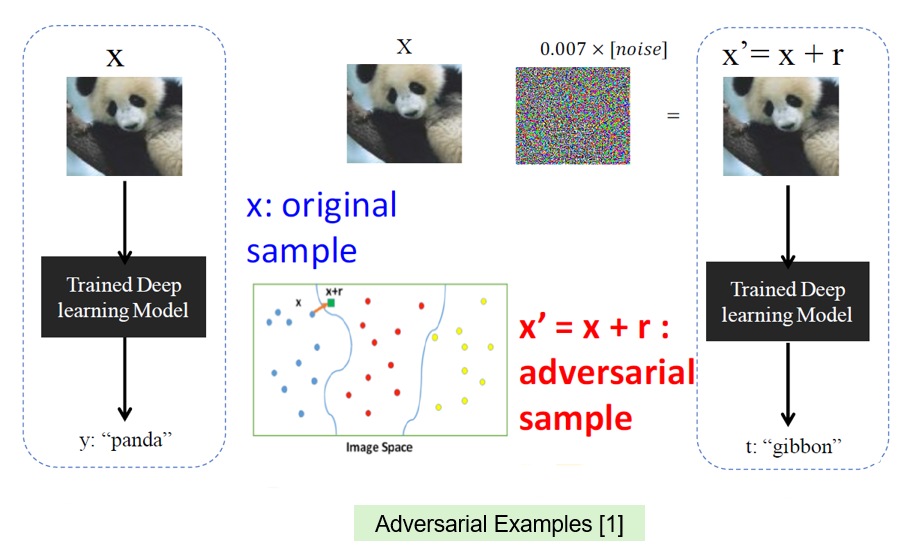 x
Trained Deep
learning Model
y: “panda”
X
0.007 × [noise]
=
x: original
sample
x
x+r
Image Space
x’ = x + r :
adversarial
sample
x’= x + r
Trained Deep
learning Model
t: “gibbon”
Adversarial Examples [1]